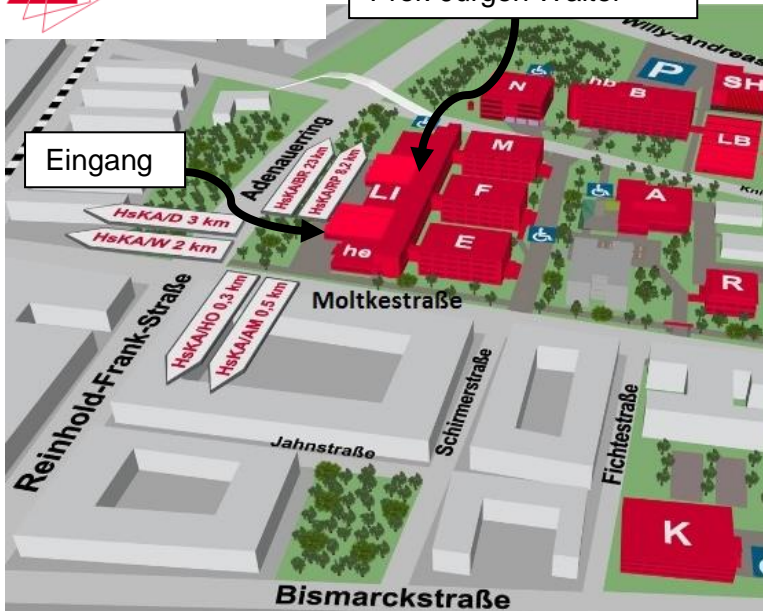 Prof. Jürgen Walter
Willy-Andreas
P
SH
N
hb
B
LB
Eingang
Adenauerring
HsKA/BR 23 km
HsKA/RP 8,2 km
M
LI
F
A
HsKA/D 3 km
HsKA/W 2 km
he
E
R
Moltkestraße
HsKA/HO 0,3 km
HsKA/AM 0,5 km
Reinhold-Frank-Straße
Schirmerstraße
Fichtestraße
Jahnstraße
K
Bismarckstraße